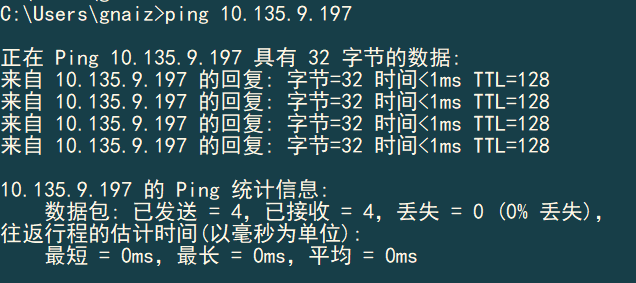 C:\Users\gnaiz>ping 10.135.9.197
正在 Ping 10.135.9.197 具有 32 字节的数据:
来自 10.135.9.197 的回复: 字节=32 时间<1ms TTL=128
来自 10.135.9.197 的回复: 字节=32 时间<1ms TTL=128
来自 10.135.9.197 的回复: 字节=32 时间<1ms TTL=128
来自 10.135.9.197 的回复: 字节=32 时间<1ms TTL=128
10.135.9.197 的 Ping 统计信息:
数据包: 已发送 = 4，已接收 = 4，丢失 = 0 (0% 丢失)，
往返行程的估计时间(以毫秒为单位):
最短 = 0ms，最长 = 0ms，平均 = 0ms